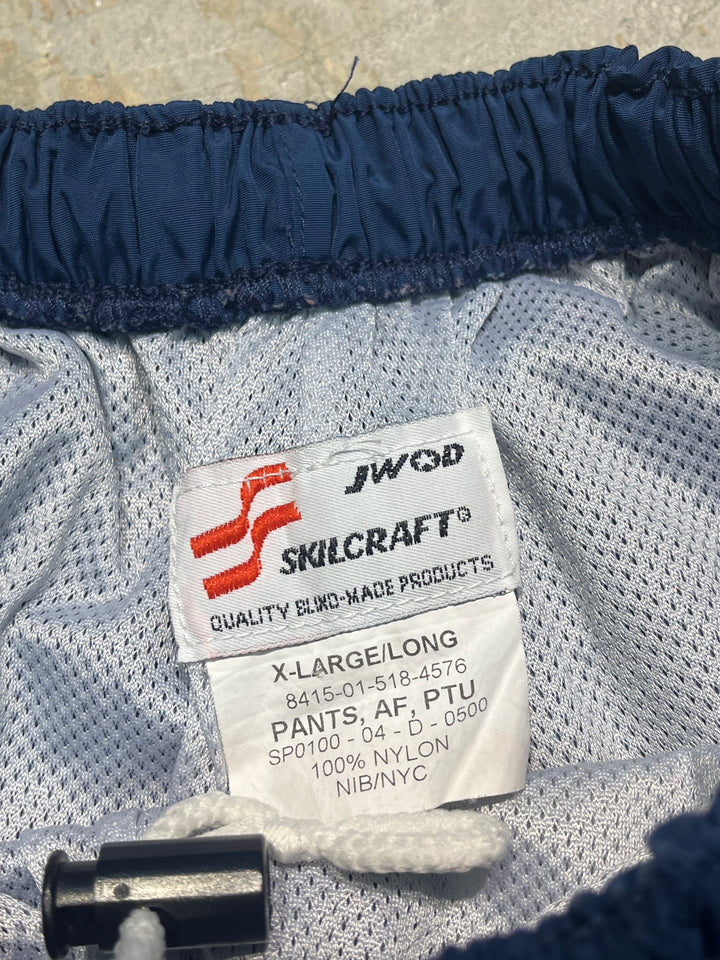 JWOD
SKILCRAFT®
QUALITY BLIND-MADE PRODUCTS
X-LARGE/LONG
8415-01-518-4576
PANTS, AF, PTU
SP0100 - 04 - D - 0500
100% NYLON
NIB/NYC